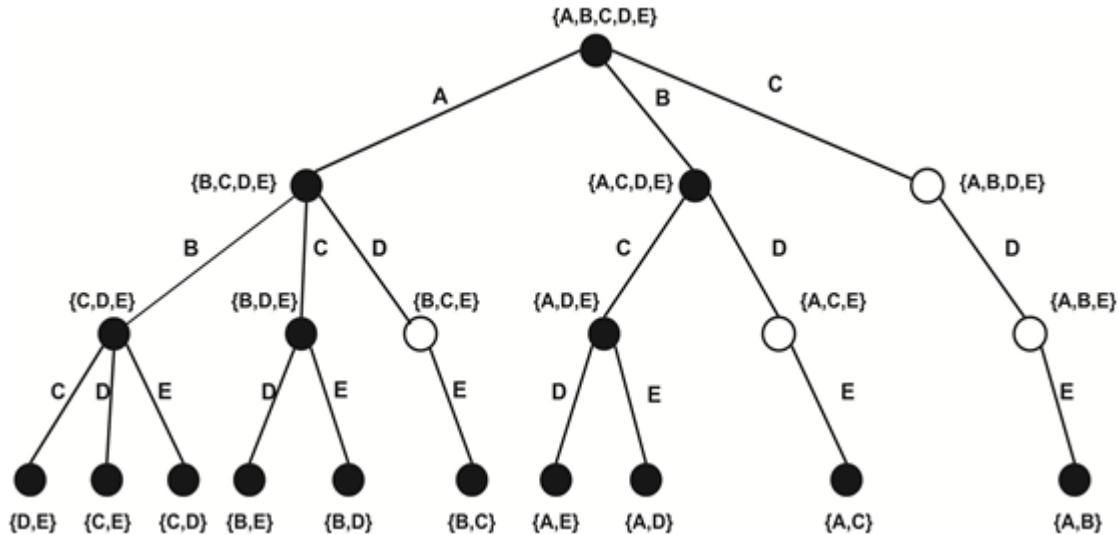 {A,B,C,D,E}
A
B
C
{B,C,D,E}
{A,C,D,E}
{A,B,D,E}
B
C
D
C
D
D
{C,D,E}
{B,D,E}
{B,C,E}
{A,D,E}
{A,C,E}
{A,B,E}
C
D
E
D
E
E
D
E
E
E
{D,E}
{C,E}
{C,D}
{B,E}
{B,D}
{B,C}
{A,E}
{A,D}
{A,C}
{A,B}